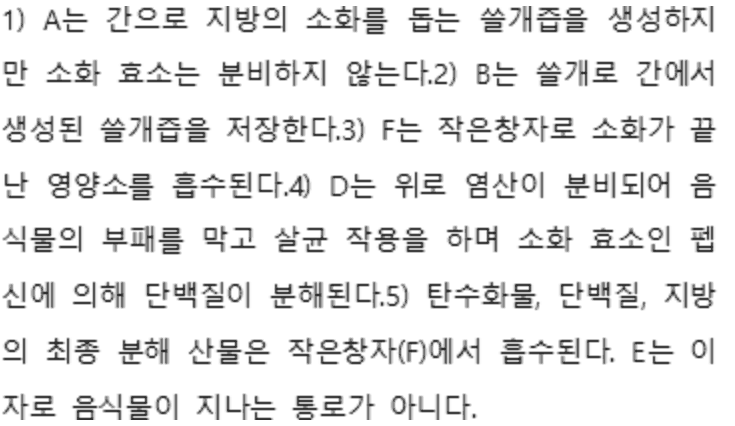 1) A는 간으로 지방의 소화를 돕는 쓸개즙을 생성하지
만 소화 효소는 분비하지 않는다.2) B는 쓸개로 간에서
생성된 쓸개즙을 저장한다.3) F는 작은창자로 소화가 끝
난 영양소를 흡수된다.4) D는 위로 염산이 분비되어 음
식물의 부패를 막고 살균 작용을 하며 소화 효소인 펩
신에 의해 단백질이 분해된다.5) 탄수화물, 단백질, 지방
의 최종 분해 산물은 작은창자(F)에서 흡수된다. E는 이
자로 음식물이 지나는 통로가 아니다.